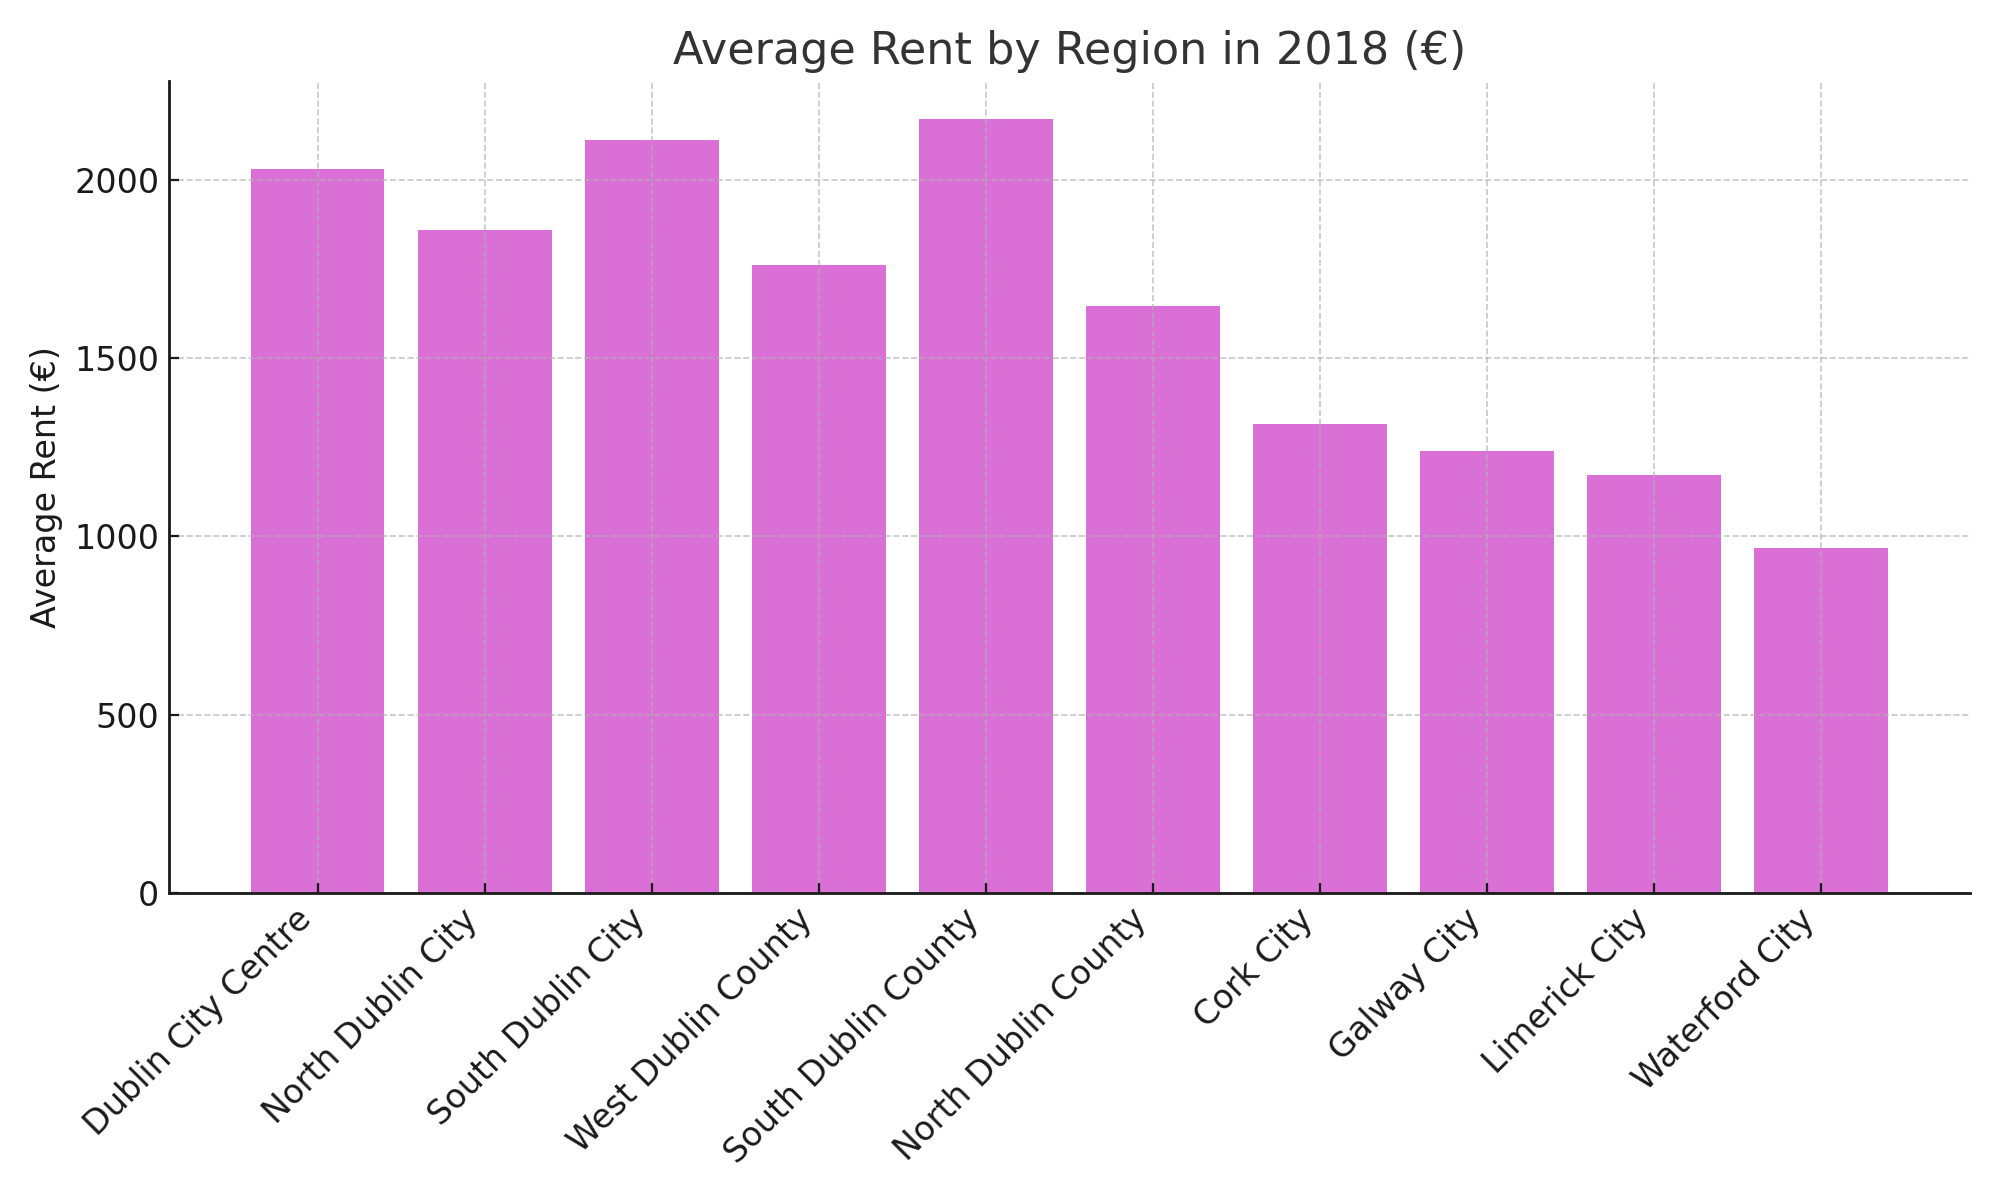 Average Rent by Region in 2018 (€)
Average Rent (€)
2000
1500
1000
500
0
Dublin City Centre
North Dublin City
South Dublin City
West Dublin County
South Dublin County
North Dublin County
Cork City
Galway City
Limerick City
Waterford City